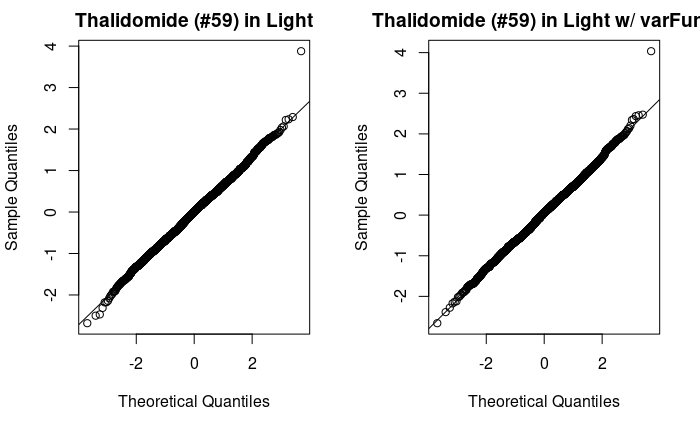 Thalidomide (#59) in Light
Sample Quantiles
4
3
2
1
0
-1
-2
-2 0 2
Theoretical Quantiles
Thalidomide (#59) in Light w/ varFun
Sample Quantiles
4
3
2
1
0
-1
-2
-2 0 2
Theoretical Quantiles